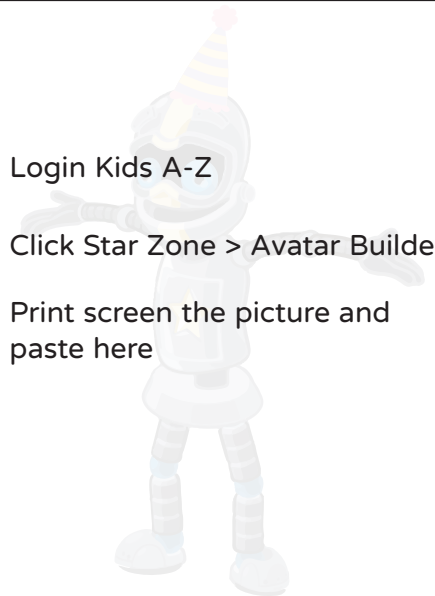 Login Kids A-Z
Click Star Zone > Avatar Builde
Print screen the picture and
paste here